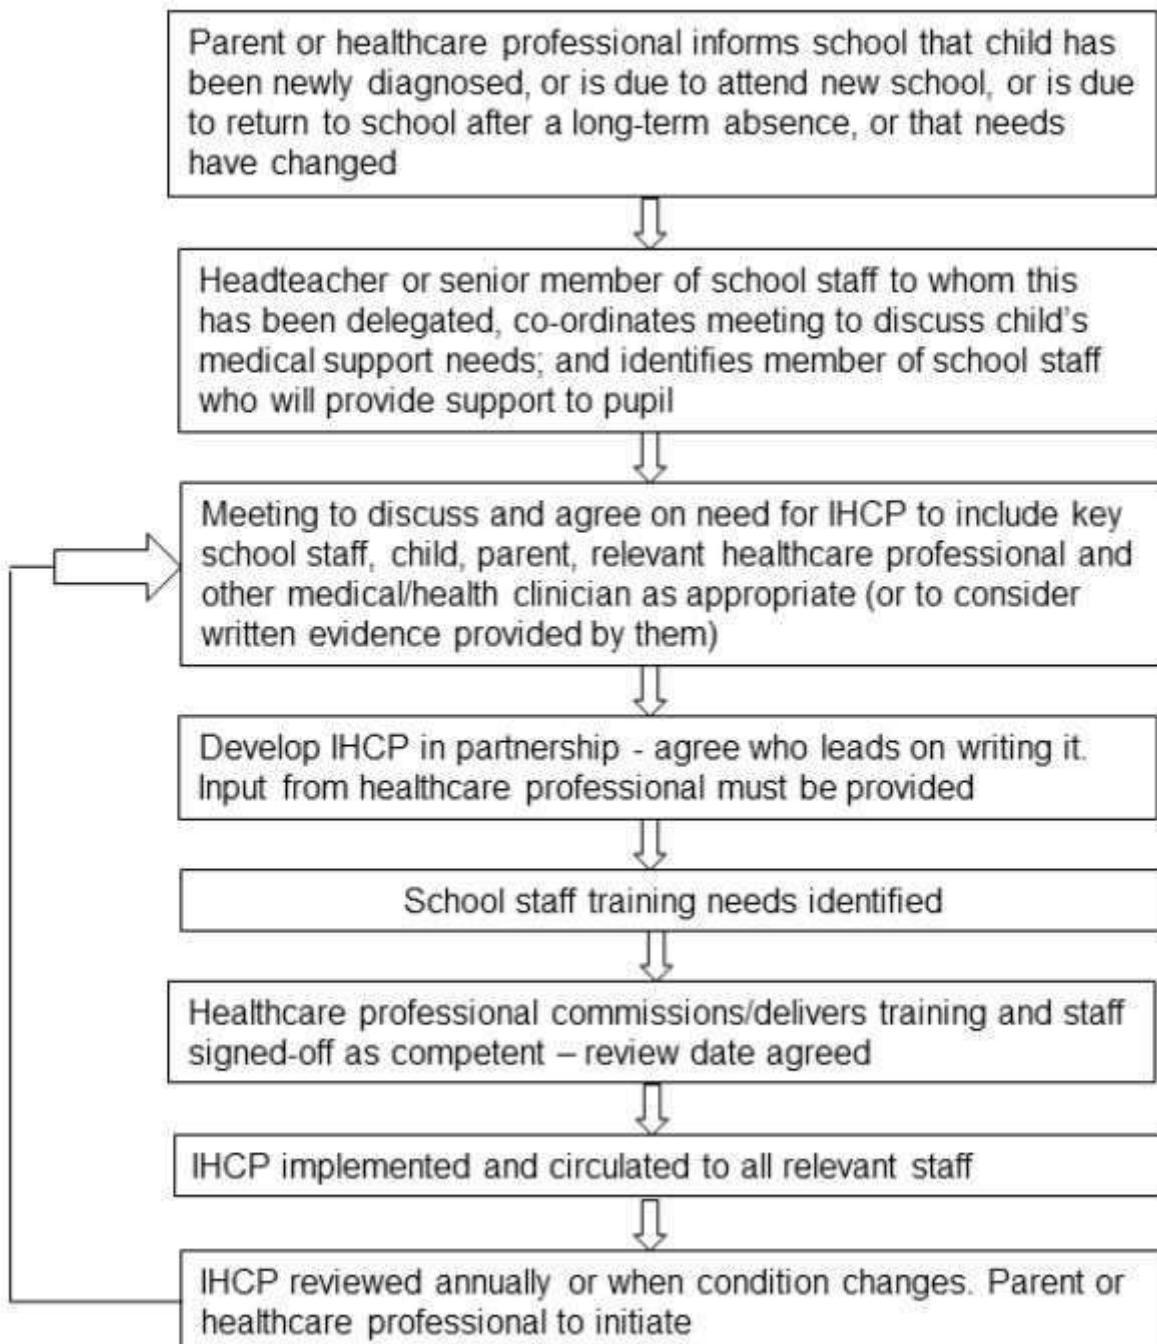 Parent or healthcare professional informs school that child has
been newly diagnosed, or is due to attend new school, or is due
to return to school after a long-term absence, or that needs
have changed
Headteacher or senior member of school staff to whom this
has been delegated, co-ordinates meeting to discuss child's
medical support needs; and identifies member of school staff
who will provide support to pupil
Meeting to discuss and agree on need for IHCP to include key
school staff, child, parent, relevant healthcare professional and
other medical/health clinician as appropriate (or to consider
written evidence provided by them)
Develop IHCP in partnership - agree who leads on writing it.
Input from healthcare professional must be provided
School staff training needs identified
Healthcare professional commissions/delivers training and staff
signed-off as competent – review date agreed
IHCP implemented and circulated to all relevant staff
IHCP reviewed annually or when condition changes. Parent or
healthcare professional to initiate